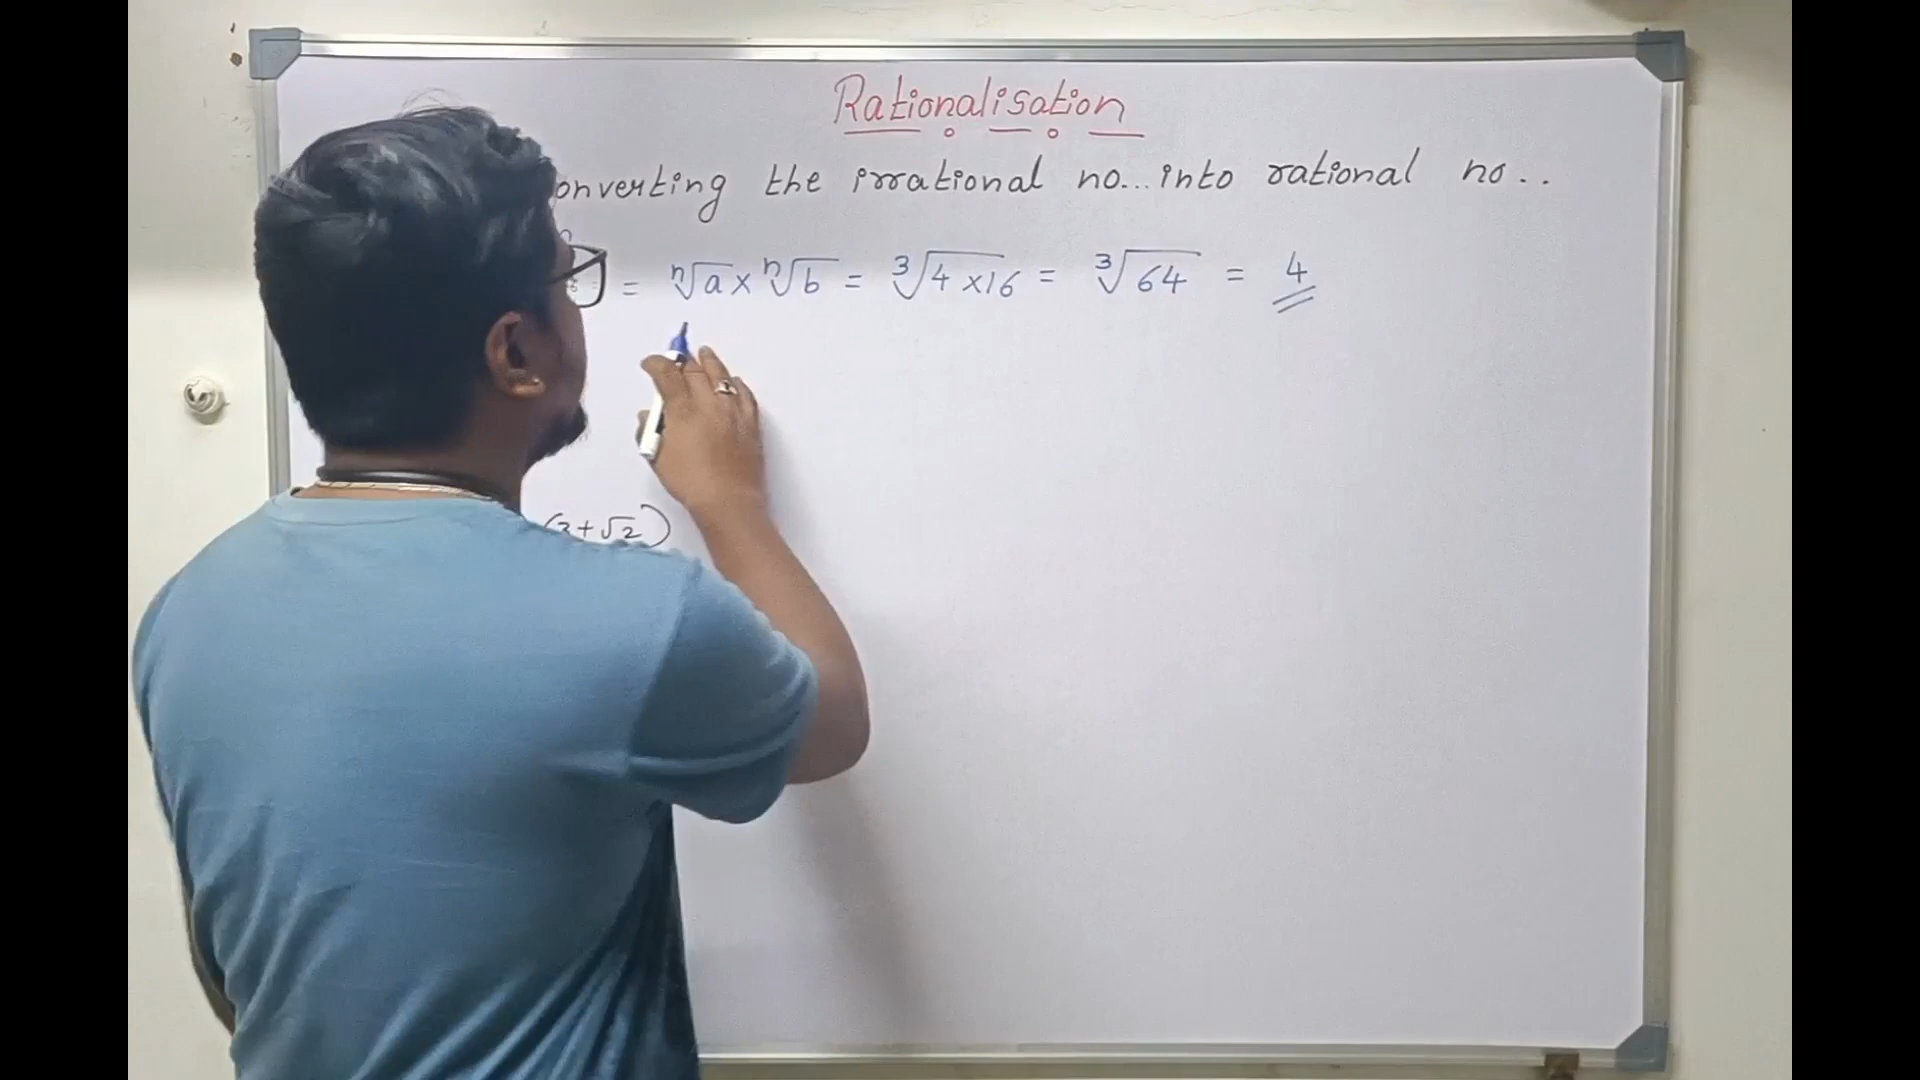 Rationalisation
onverting the irrational no... into rational no..
= ⁿ√a × ⁿ√b = ³√4 × 16 = ³√64 = 4
(3+√2)